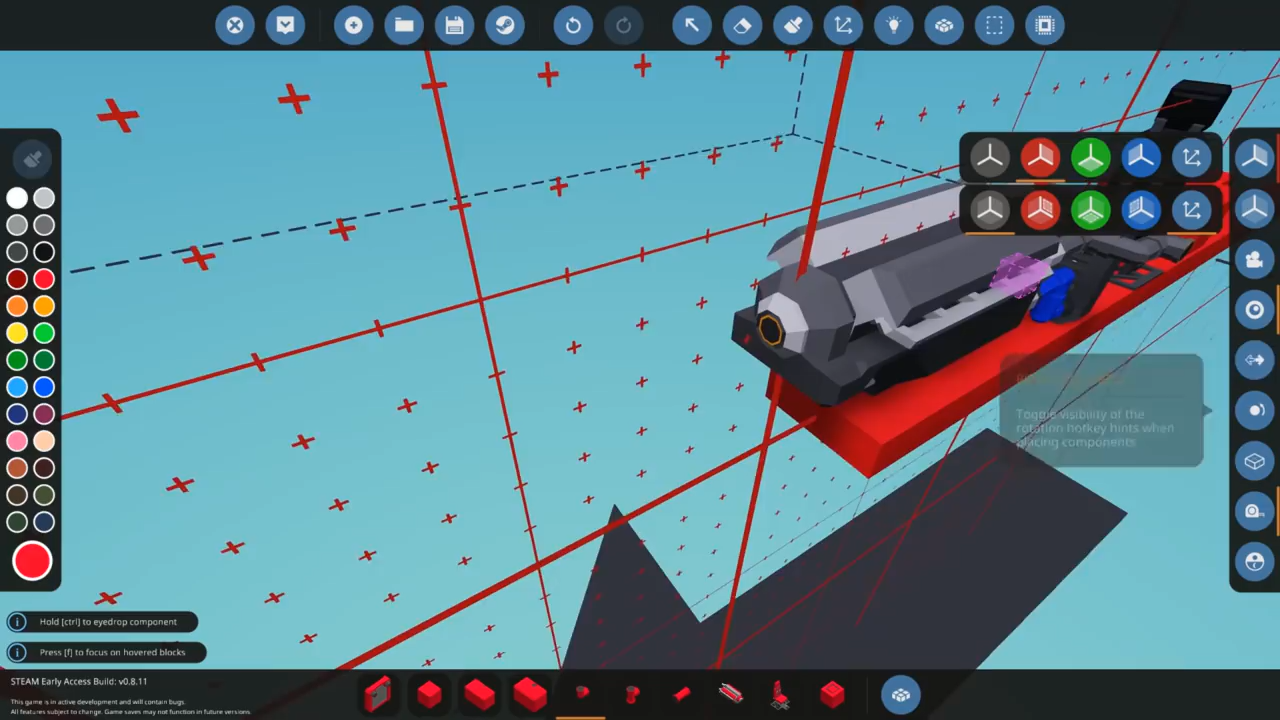 Toggle visibility of the
rotation hotkey hints when
placing components
Hold [ctrl] to eyedrop component
Press [f] to focus on hovered blocks
STEAM Early Access Build: v0.8.11
This game is in active development and will contain bugs.
All features subject to change. Game saves may not function in future versions.